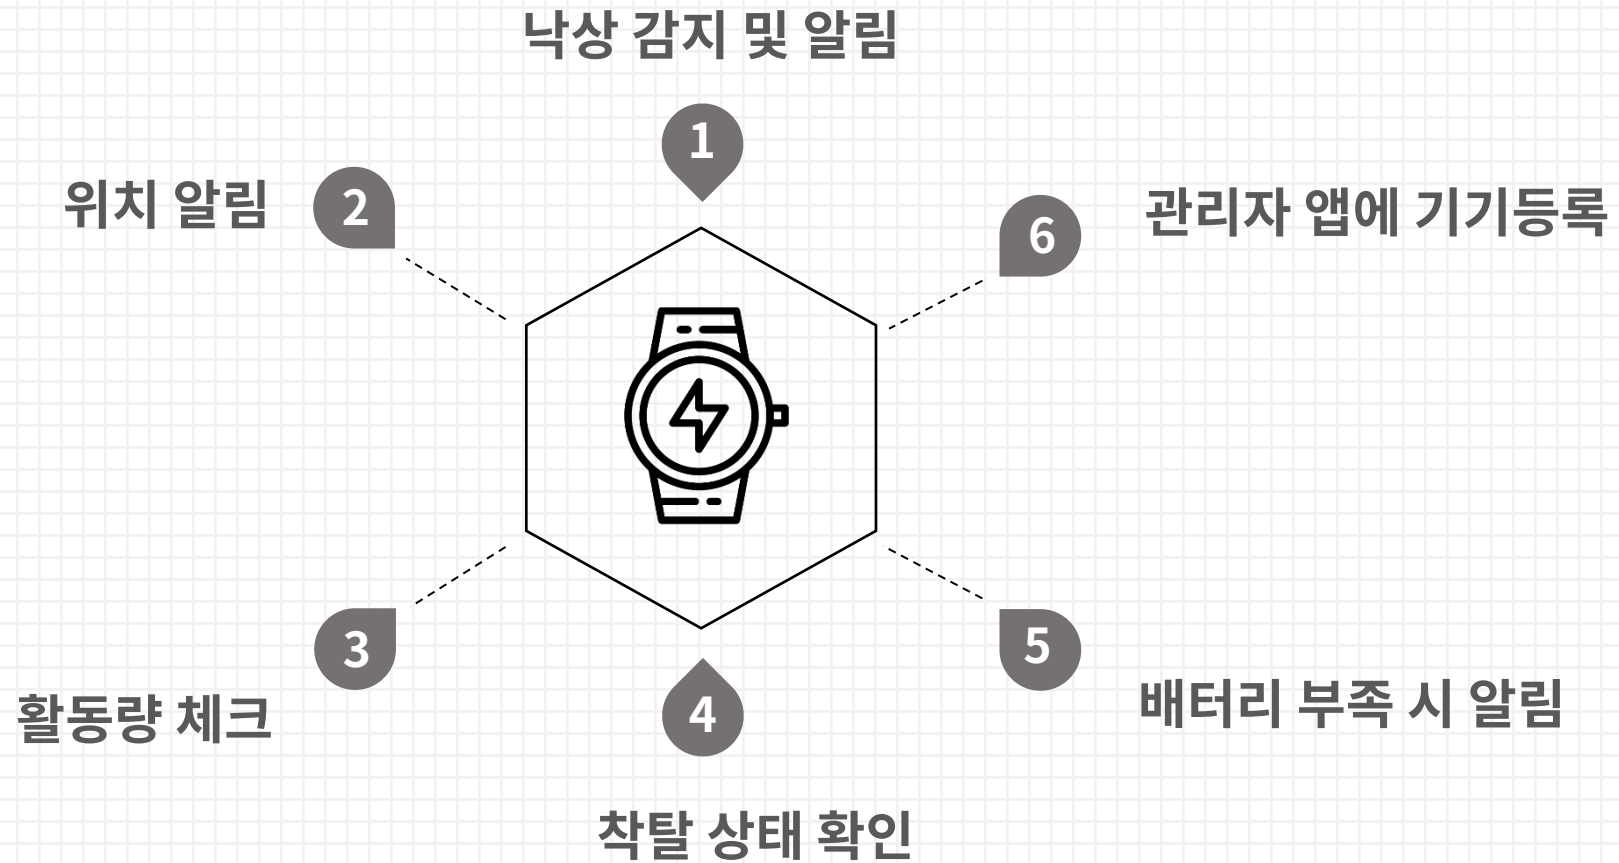 낙상 감지 및 알림
1
위치 알림
2
6
관리자 앱에 기기등록
3
활동량 체크
4
착탈 상태 확인
5
배터리 부족 시 알림